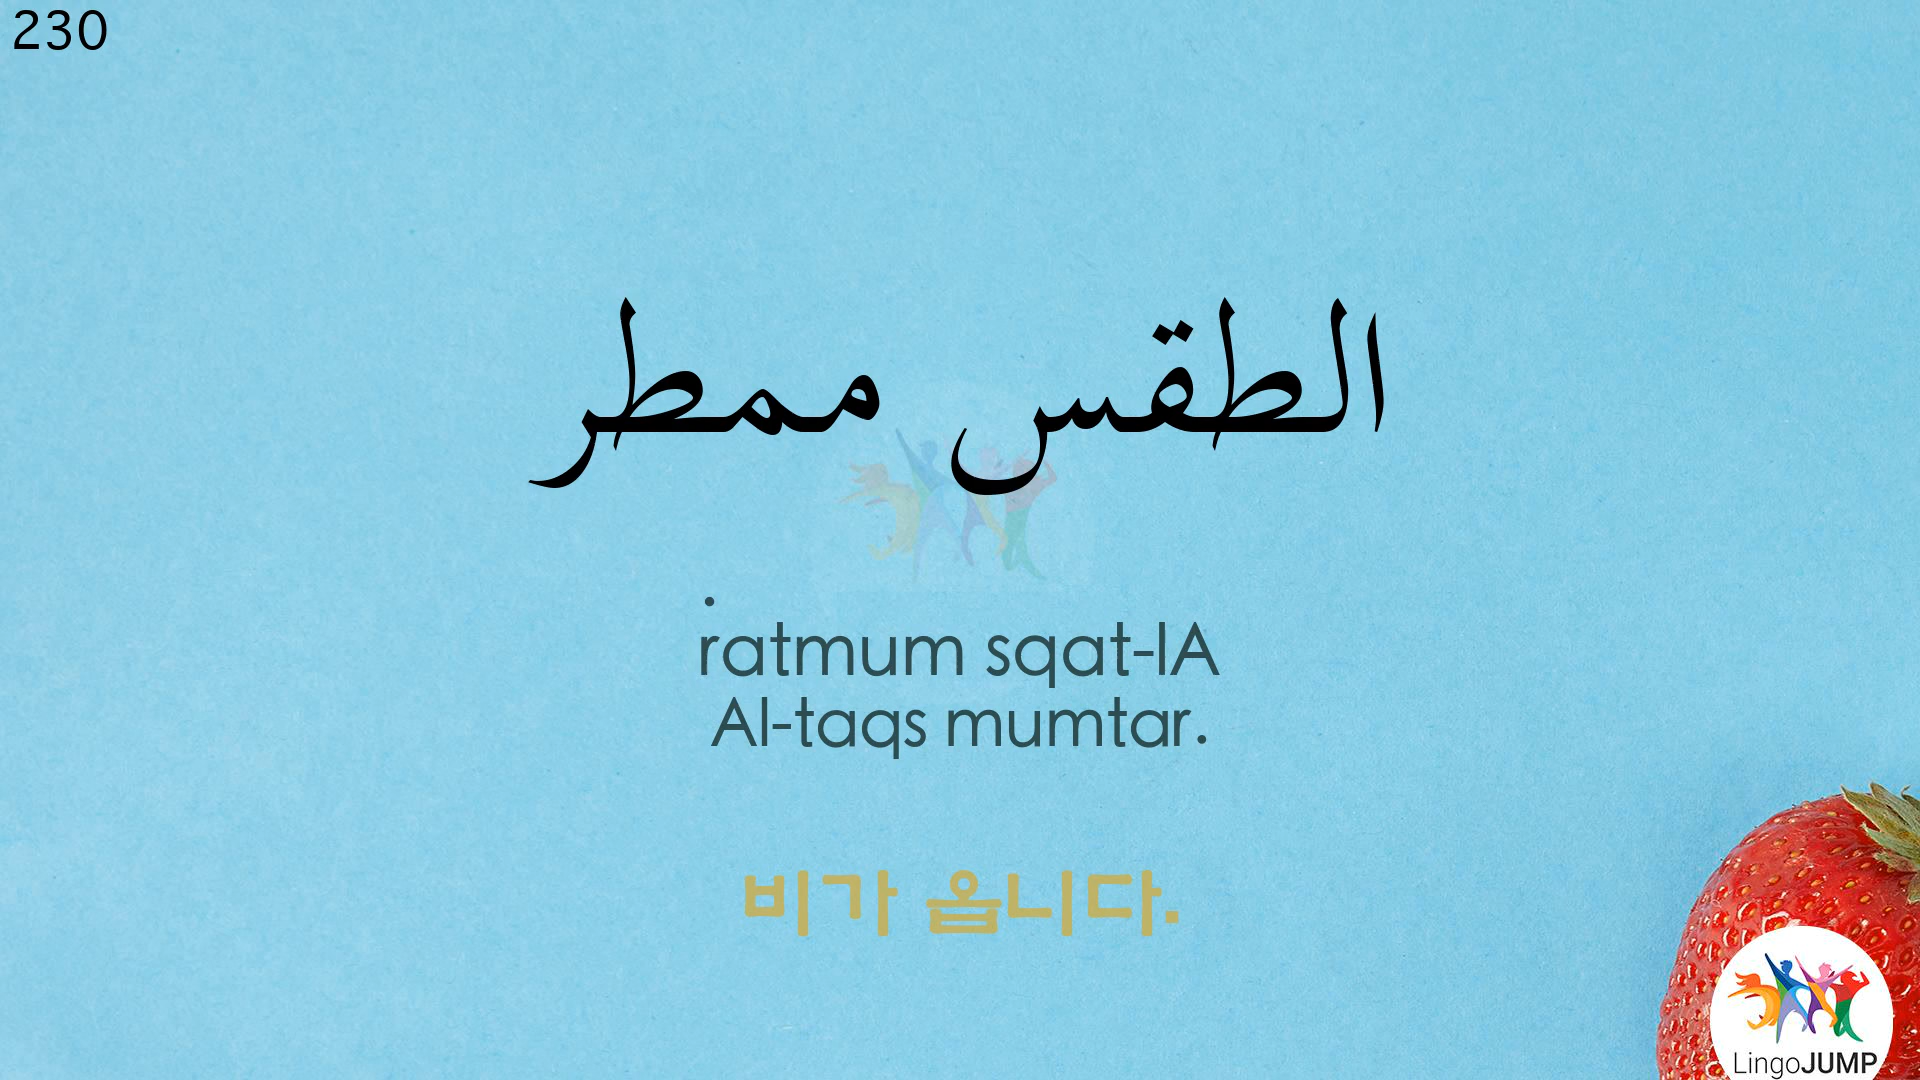 230
الطقس ممطر
.
ratmum sqat-lA
Al-taqs mumtar.
비가 옵니다.
LingoJUMP